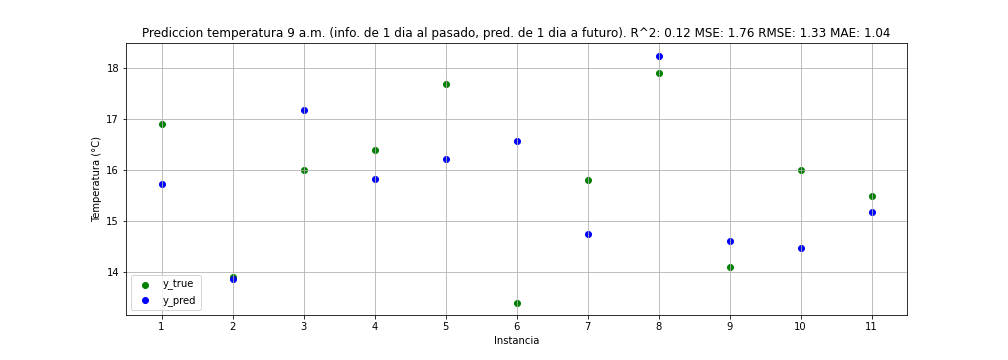 Prediccion temperatura 9 a.m. (info. de 1 dia al pasado, pred. de 1 dia a futuro). R^2: 0.12 MSE: 1.76 RMSE: 1.33 MAE: 1.04
18
17
16
15
14
Temperatura (°C)
y_true
y_pred
1 2 3 4 5 6 7 8 9 10 11
Instancia